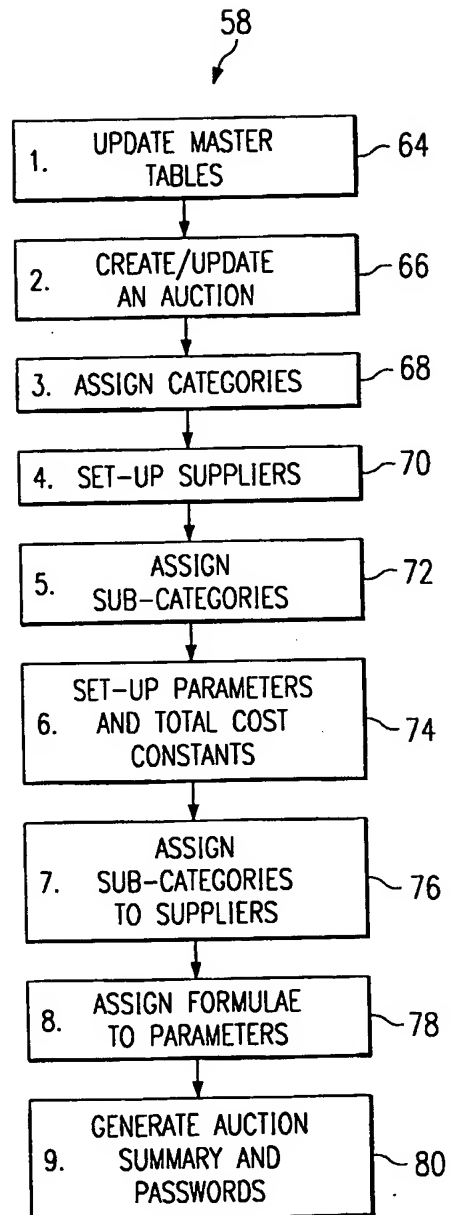 58
1. UPDATE MASTER
TABLES
64
2. CREATE/UPDATE
AN AUCTION
66
3. ASSIGN CATEGORIES
68
4. SET-UP SUPPLIERS
70
5. ASSIGN
SUB-CATEGORIES
72
SET-UP PARAMETERS
6. AND TOTAL COST
CONSTANTS
74
ASSIGN
7. SUB-CATEGORIES
TO SUPPLIERS
76
8. ASSIGN FORMULAE
TO PARAMETERS
78
GENERATE AUCTION
9. SUMMARY AND
PASSWORDS
80